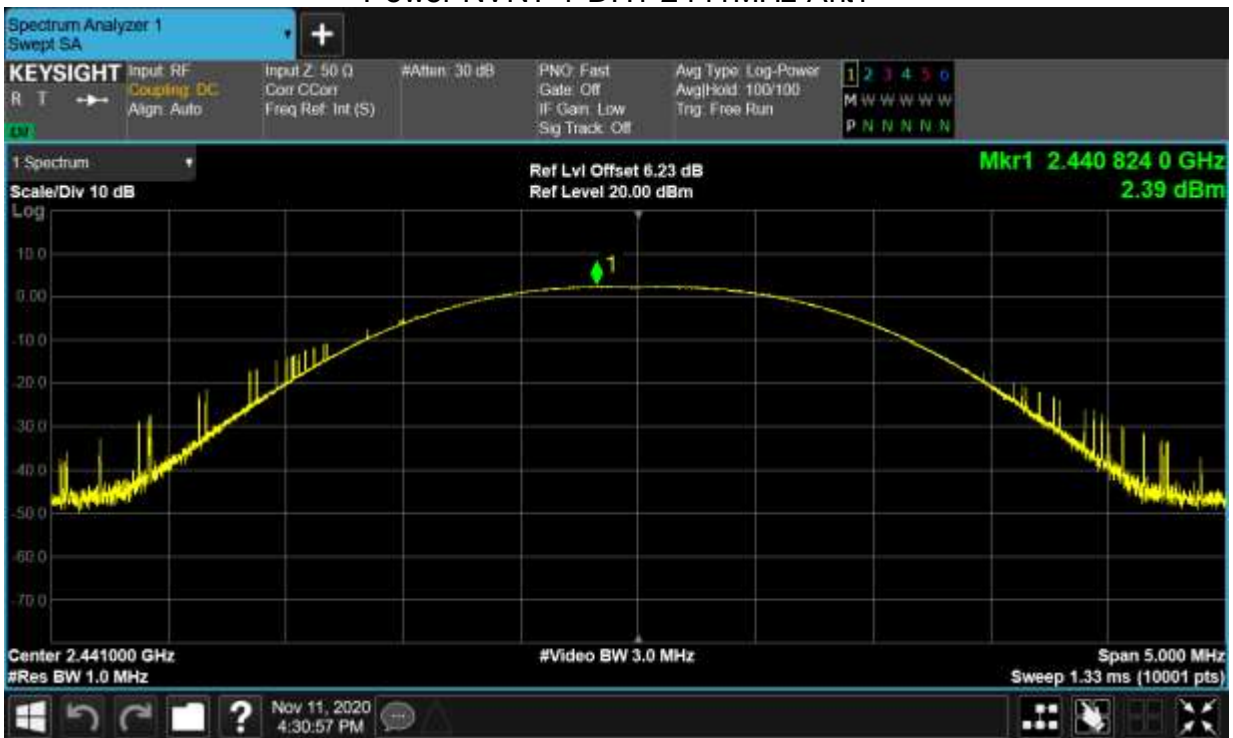 Spectrum Analyzer 1
Swept SA
+
KEYSIGHT
R T
Input: RF
Coupling: DC
Align: Auto
Input Z: 50 Ω
Corr CCorr
Freq Ref: Int (S)
#Atten: 30 dB
PNO: Fast
Gate: Off
IF Gain: Low
Sig Track: Off
Avg Type: Log-Power
Avg|Hold: 100/100
Trig: Free Run
1 2 3 4 5 6
M W W W W W
P N N N N N
1 Spectrum
Scale/Div 10 dB
Log
Ref Lvl Offset 6.23 dB
Ref Level 20.00 dBm
Mkr1 2.440 824 0 GHz
2.39 dBm
1
10.0
0.00
-10.0
-20.0
-30.0
-40.0
-50.0
-60.0
-70.0
Center 2.441000 GHz
#Res BW 1.0 MHz
#Video BW 3.0 MHz
Span 5.000 MHz
Sweep 1.33 ms (10001 pts)
?
Nov 11, 2020
4:30:57 PM